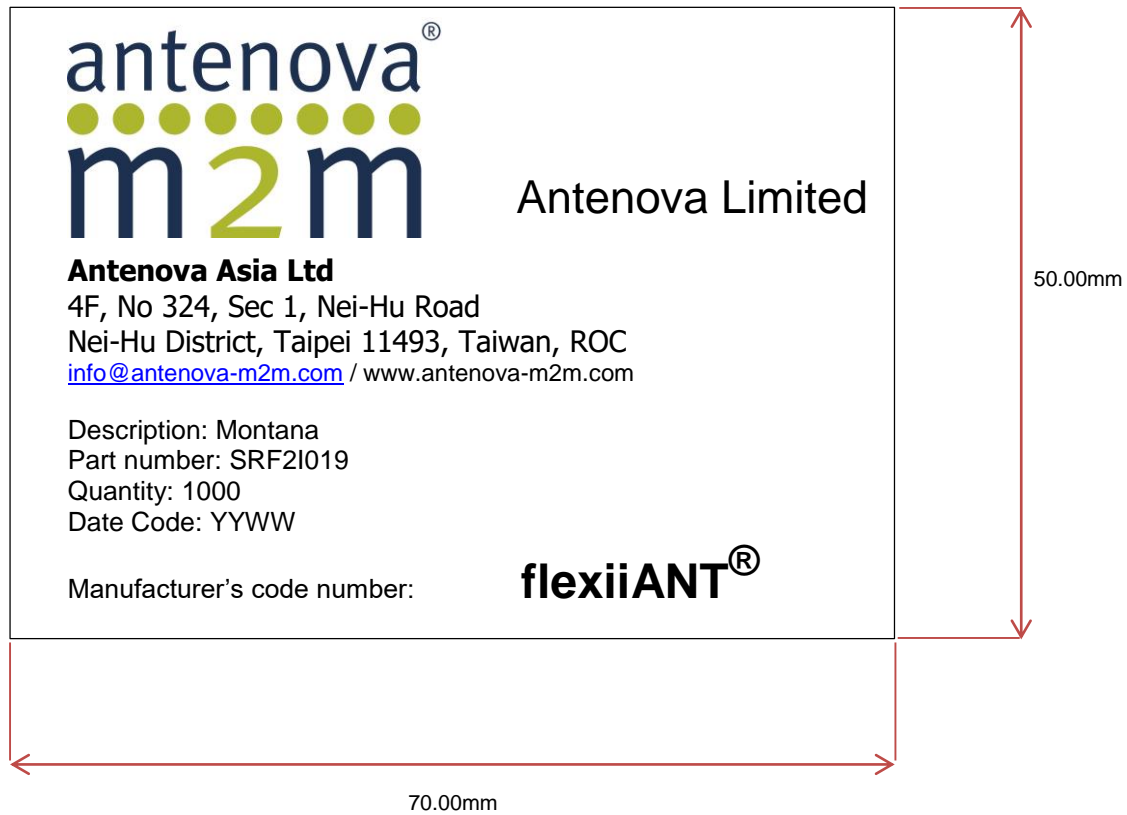 antenova®
m2m
Antenova Limited
Antenova Asia Ltd
4F, No 324, Sec 1, Nei-Hu Road
Nei-Hu District, Taipei 11493, Taiwan, ROC
info@antenova-m2m.com / www.antenova-m2m.com
Description: Montana
Part number: SRF2I019
Quantity: 1000
Date Code: YYWW
Manufacturer’s code number: flexiiANT®
50.00mm
70.00mm